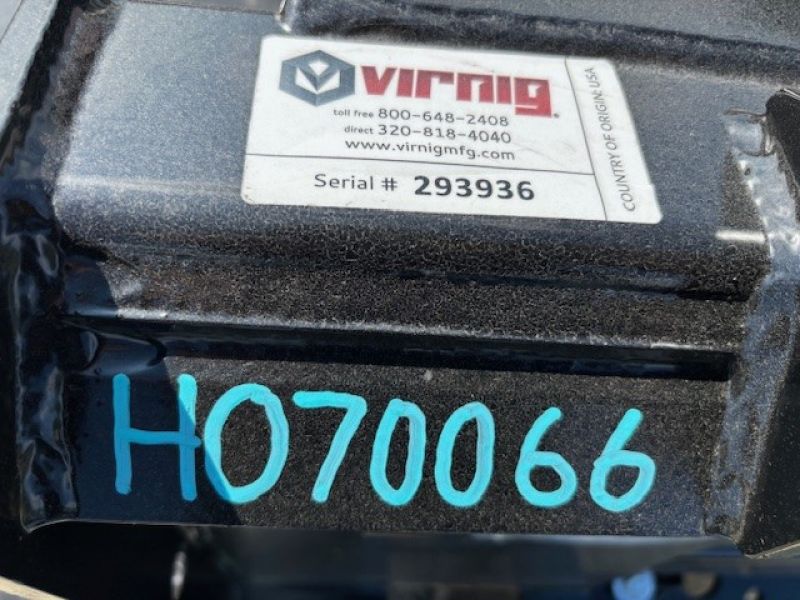 virnig
toll free 800-648-2408
direct 320-818-4040
www.virnigmfg.com
Serial # 293936
COUNTRY OF ORIGIN: USA
H070066